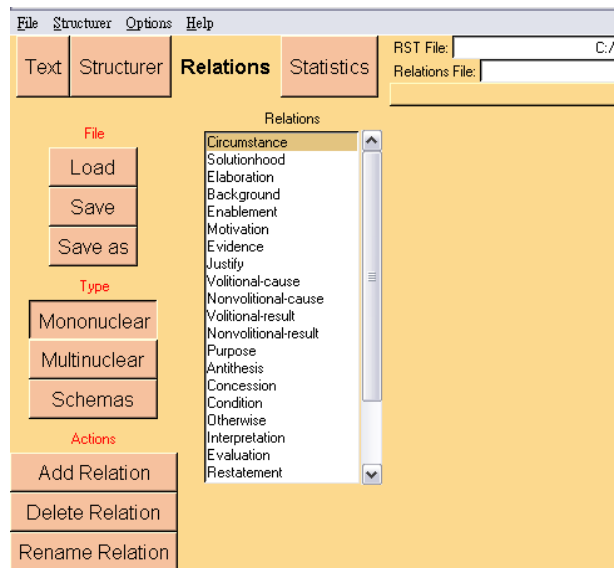 File Structurer Options Help
Text Structurer Relations Statistics
RST File: C:/
Relations File:
Relations
File
Load
Save
Save as
Type
Mononuclear
Multinuclear
Schemas
Actions
Add Relation
Delete Relation
Rename Relation
Circumstance
Solutionhood
Elaboration
Background
Enablement
Motivation
Evidence
Justify
Volitional-cause
Nonvolitional-cause
Volitional-result
Nonvolitional-result
Purpose
Antithesis
Concession
Condition
Otherwise
Interpretation
Evaluation
Restatement